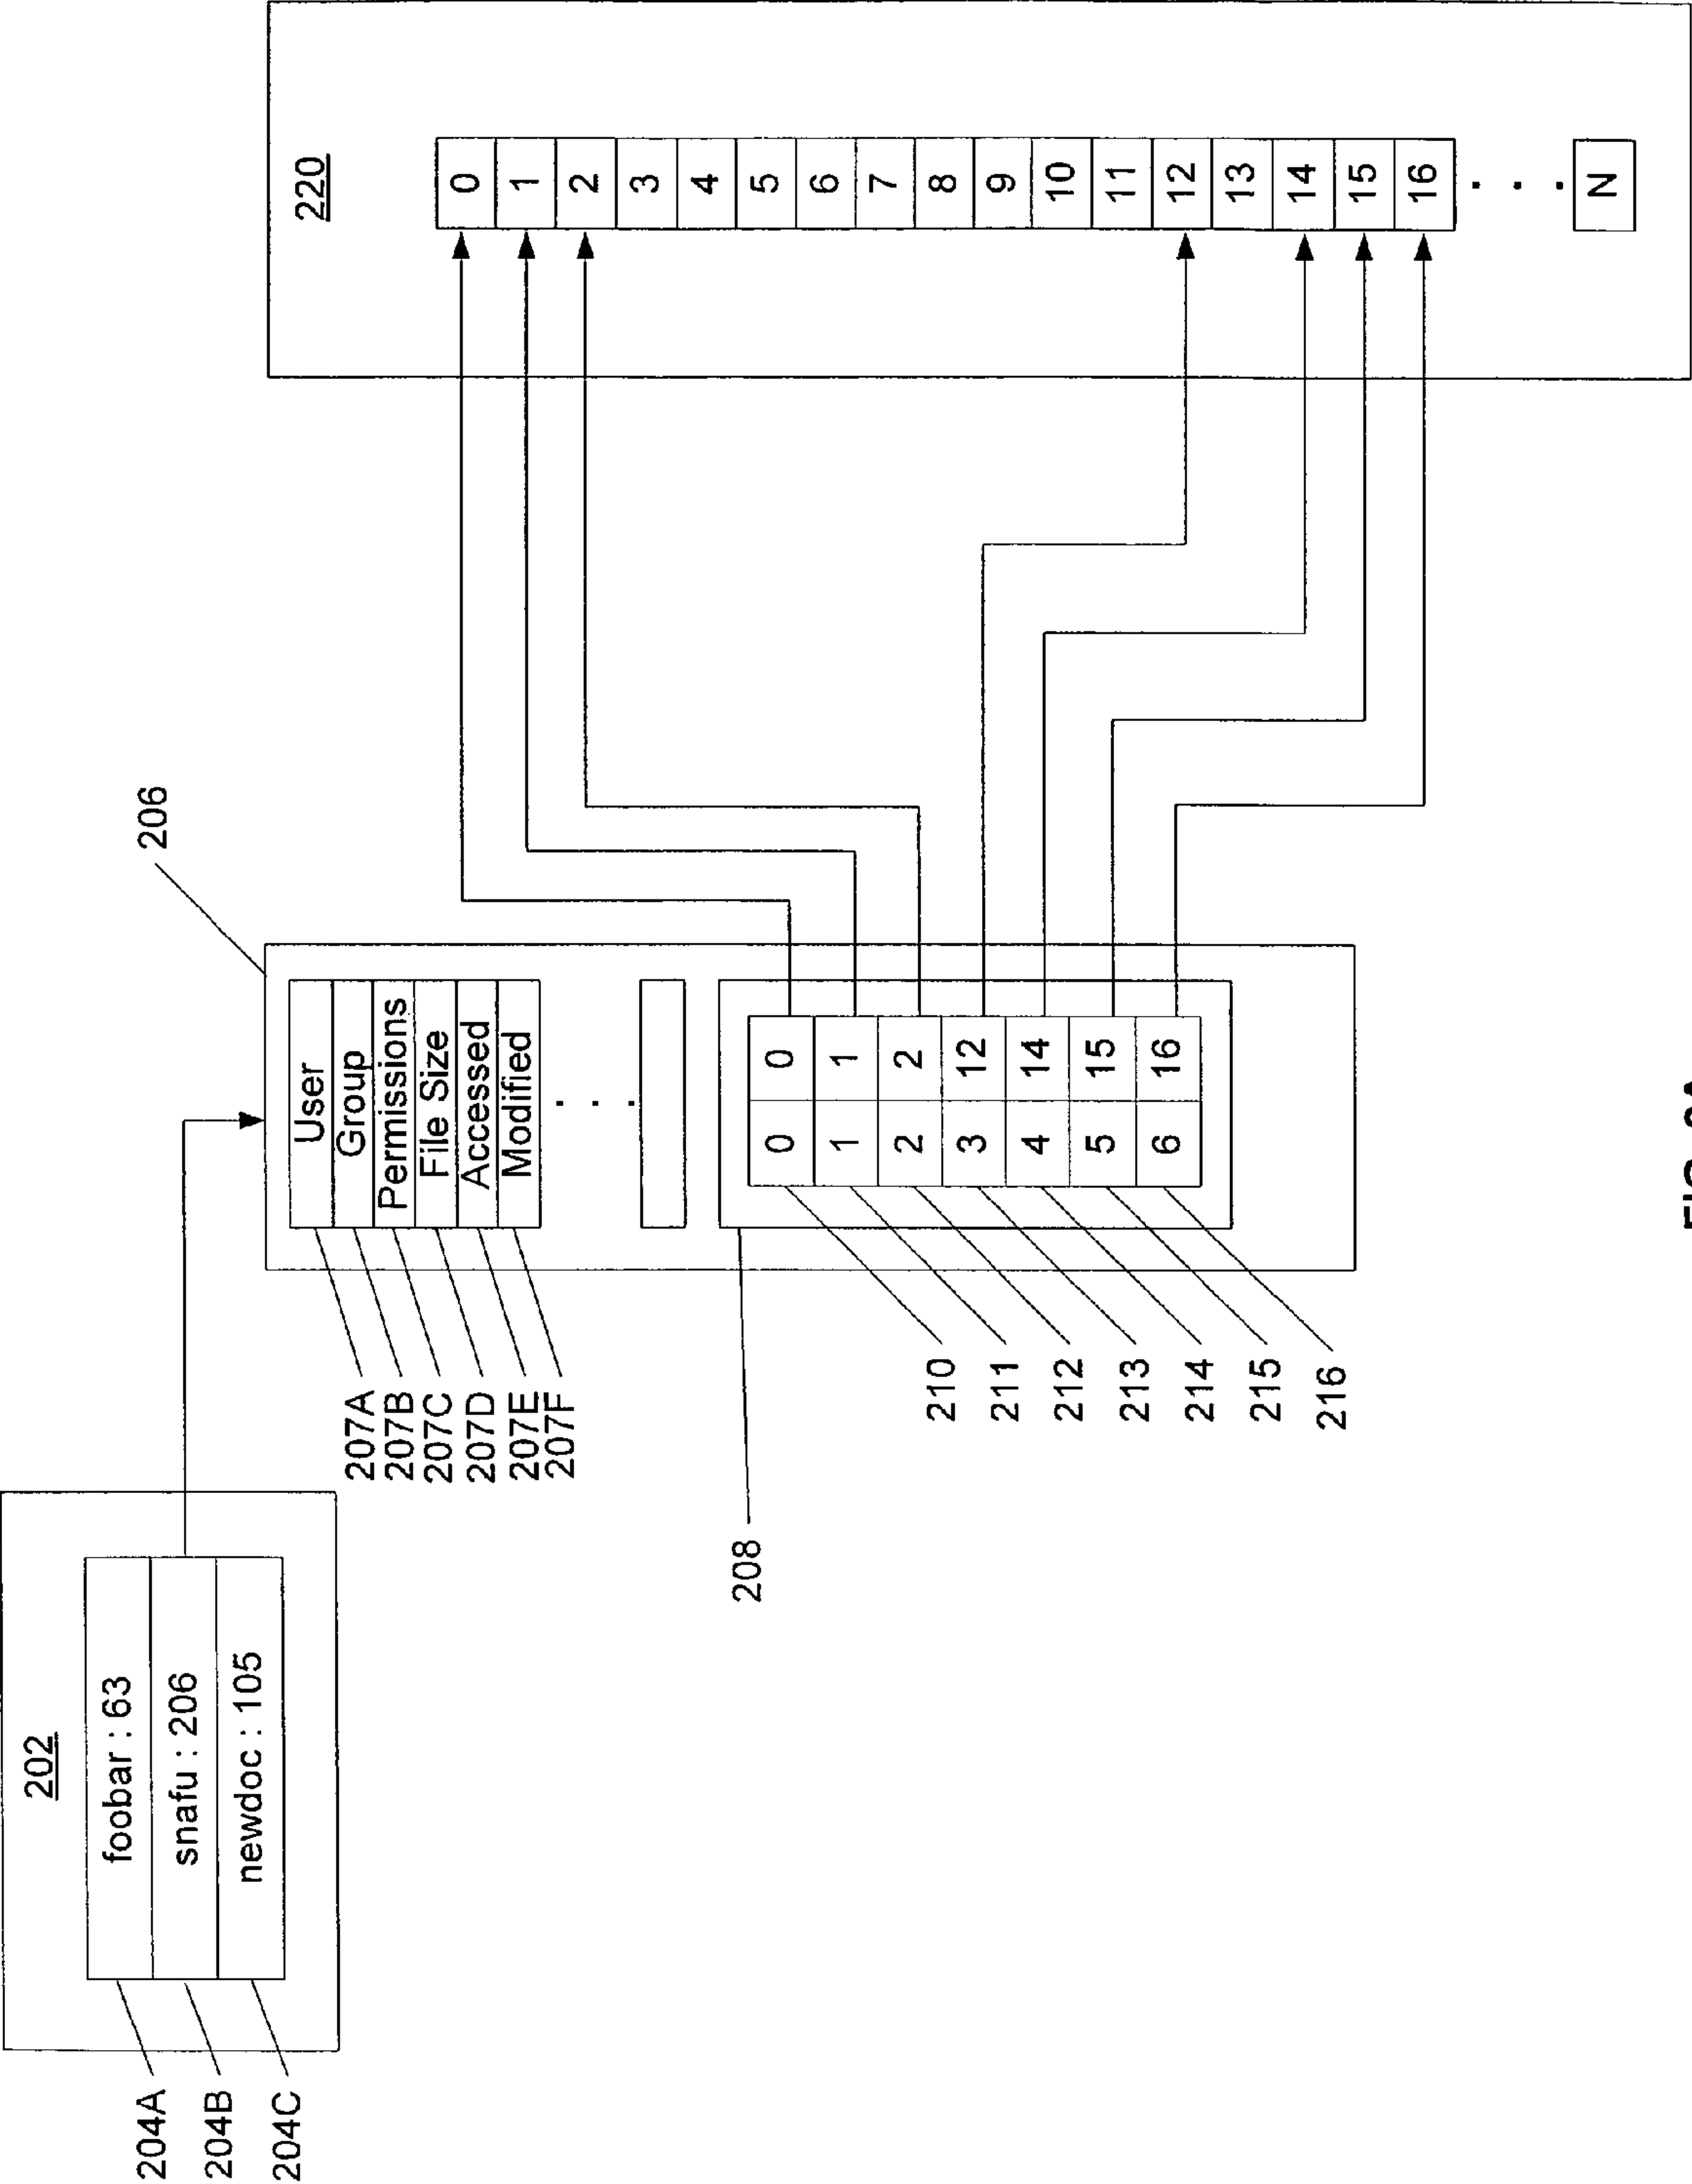 202
foobar : 63
snafu : 206
newdoc : 105
204A
204B
204C
206
User
Group
Permissions
File Size
Accessed
Modified
. . .
207A
207B
207C
207D
207E
207F
208
0 0
1 1
2 2
3 12
4 14
5 15
6 16
210
211
212
213
214
215
216
220
0
1
2
3
4
5
6
7
8
9
10
11
12
13
14
15
16
. . .
N